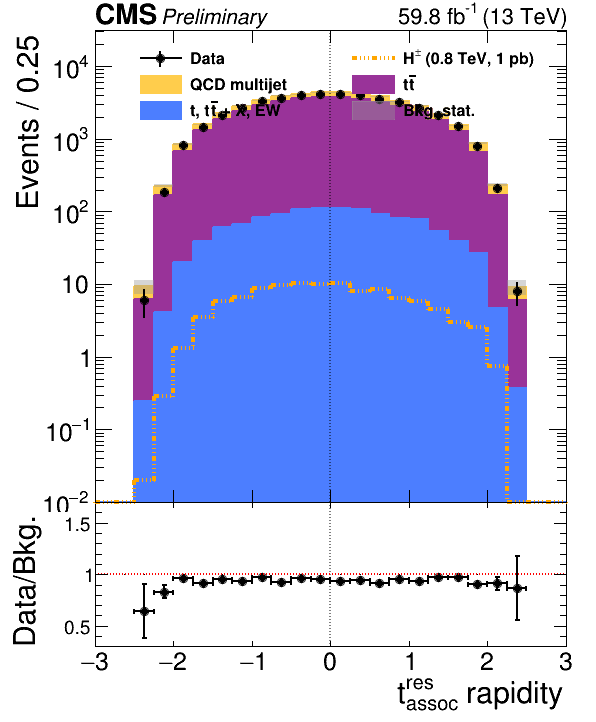 CMS Preliminary 59.8 fb⁻¹ (13 TeV)
Events / 0.25
Data
H± (0.8 TeV, 1 pb)
QCD multijet
tt̄
t, tt̄ + X, EW
Bkg. stat.
10⁴
10³
10²
10
1
10⁻¹
10⁻²
Data/Bkg.
1.5
1
0.5
−3 −2 −1 0 1 2 3
t^res_assoc rapidity